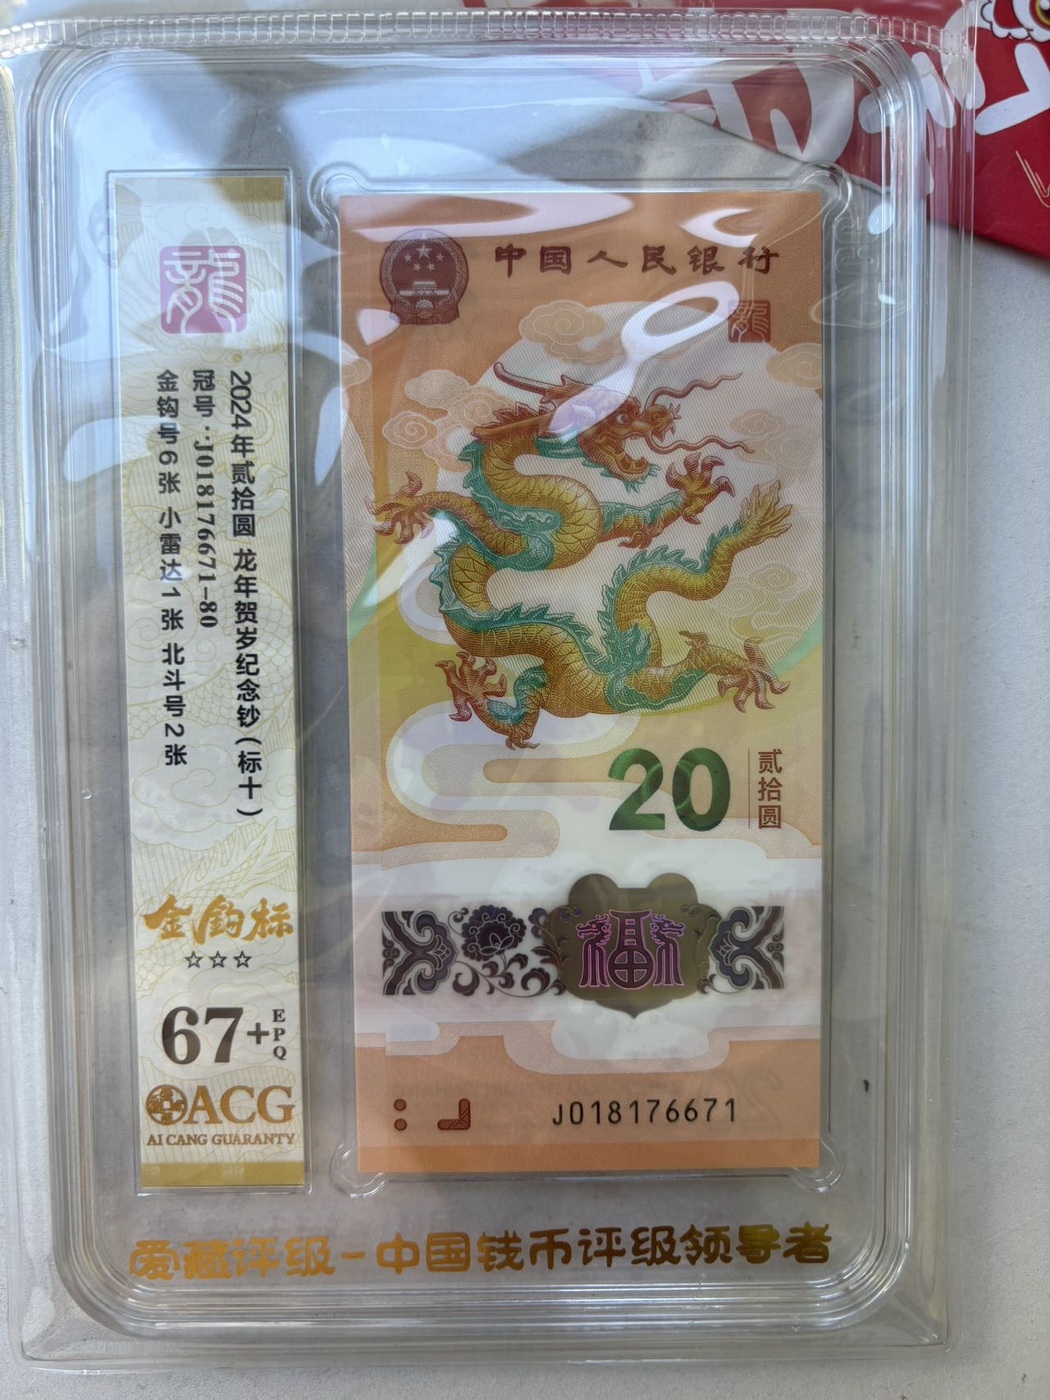 龍
2024年贰拾圆 龙年贺岁纪念钞(标十)
冠号·J018176671-80
金钩号6张 小雷达1张 北斗号2张
金钩标
☆☆☆
67+EPQ
ACG
AI CANG GUARANTY
中国人民银行
龍
20
贰拾圆
福
J018176671
爱藏评级-中国钱币评级领导者